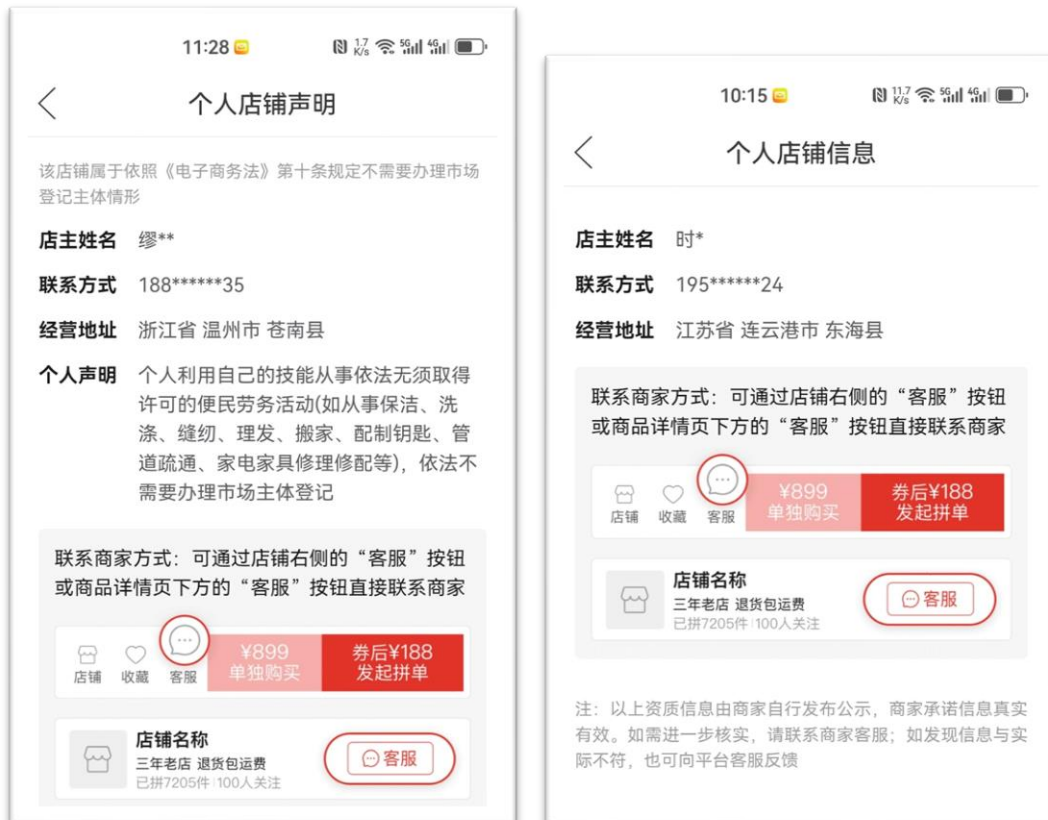 11:28
1.7 K/s 5G 4G
个人店铺声明
该店铺属于依照《电子商务法》第十条规定不需要办理市场
登记主体情形
店主姓名 缪**
联系方式 188******35
经营地址 浙江省 温州市 苍南县
个人声明 个人利用自己的技能从事依法无须取得
许可的便民劳务活动(如从事保洁、洗
涤、缝纫、理发、搬家、配制钥匙、管
道疏通、家电家具修理修配等)，依法不
需要办理市场主体登记
联系商家方式：可通过店铺右侧的“客服”按钮
或商品详情页下方的“客服”按钮直接联系商家
店铺 收藏 客服
¥899
单独购买
券后¥188
发起拼单
店铺名称
三年老店 退货包运费
已拼7205件 100人关注
客服
10:15
11.7 K/s 5G 4G
个人店铺信息
店主姓名 时*
联系方式 195******24
经营地址 江苏省 连云港市 东海县
联系商家方式：可通过店铺右侧的“客服”按钮
或商品详情页下方的“客服”按钮直接联系商家
店铺 收藏 客服
¥899
单独购买
券后¥188
发起拼单
店铺名称
三年老店 退货包运费
已拼7205件 100人关注
客服
注：以上资质信息由商家自行发布公示，商家承诺信息真实
有效。如需进一步核实，请联系商家客服；如发现信息与实
际不符，也可向平台客服反馈